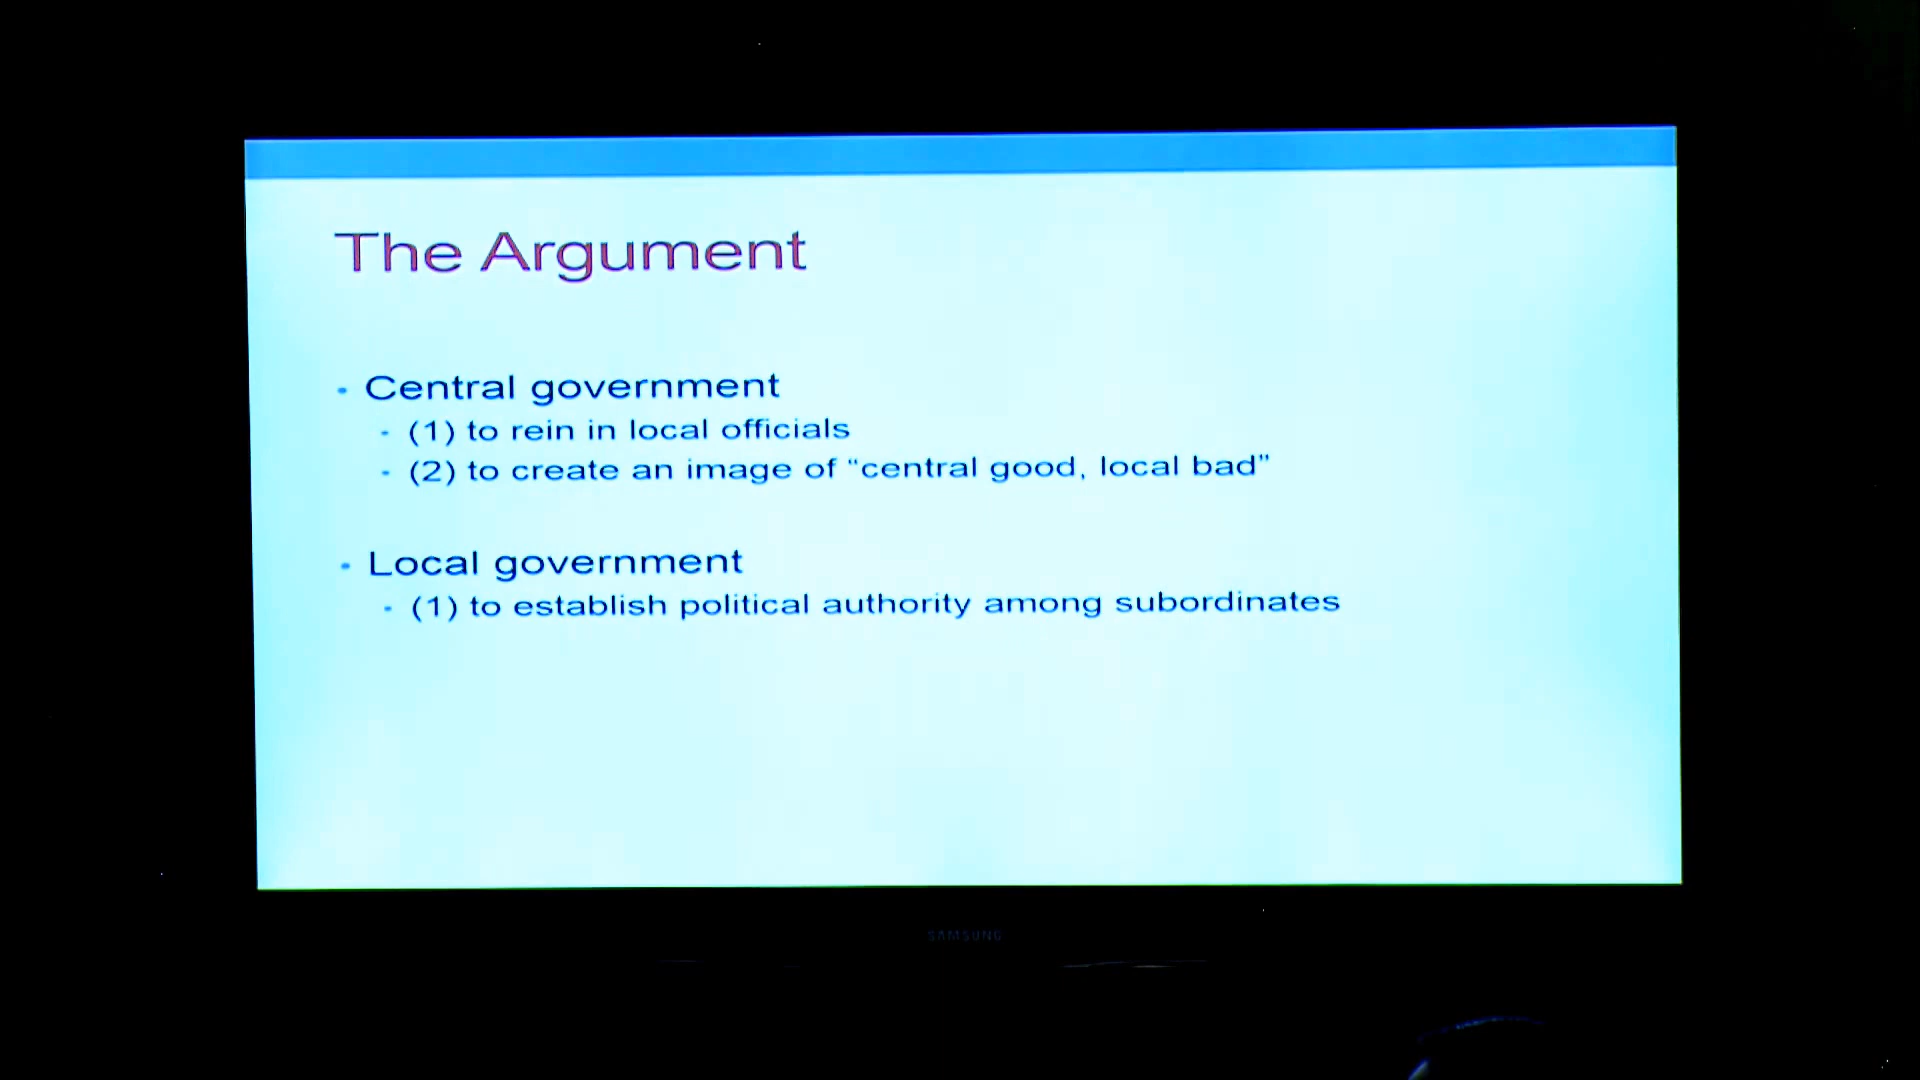 The Argument
• Central government
• (1) to rein in local officials
• (2) to create an image of “central good, local bad”
• Local government
• (1) to establish political authority among subordinates
SAMSUNG